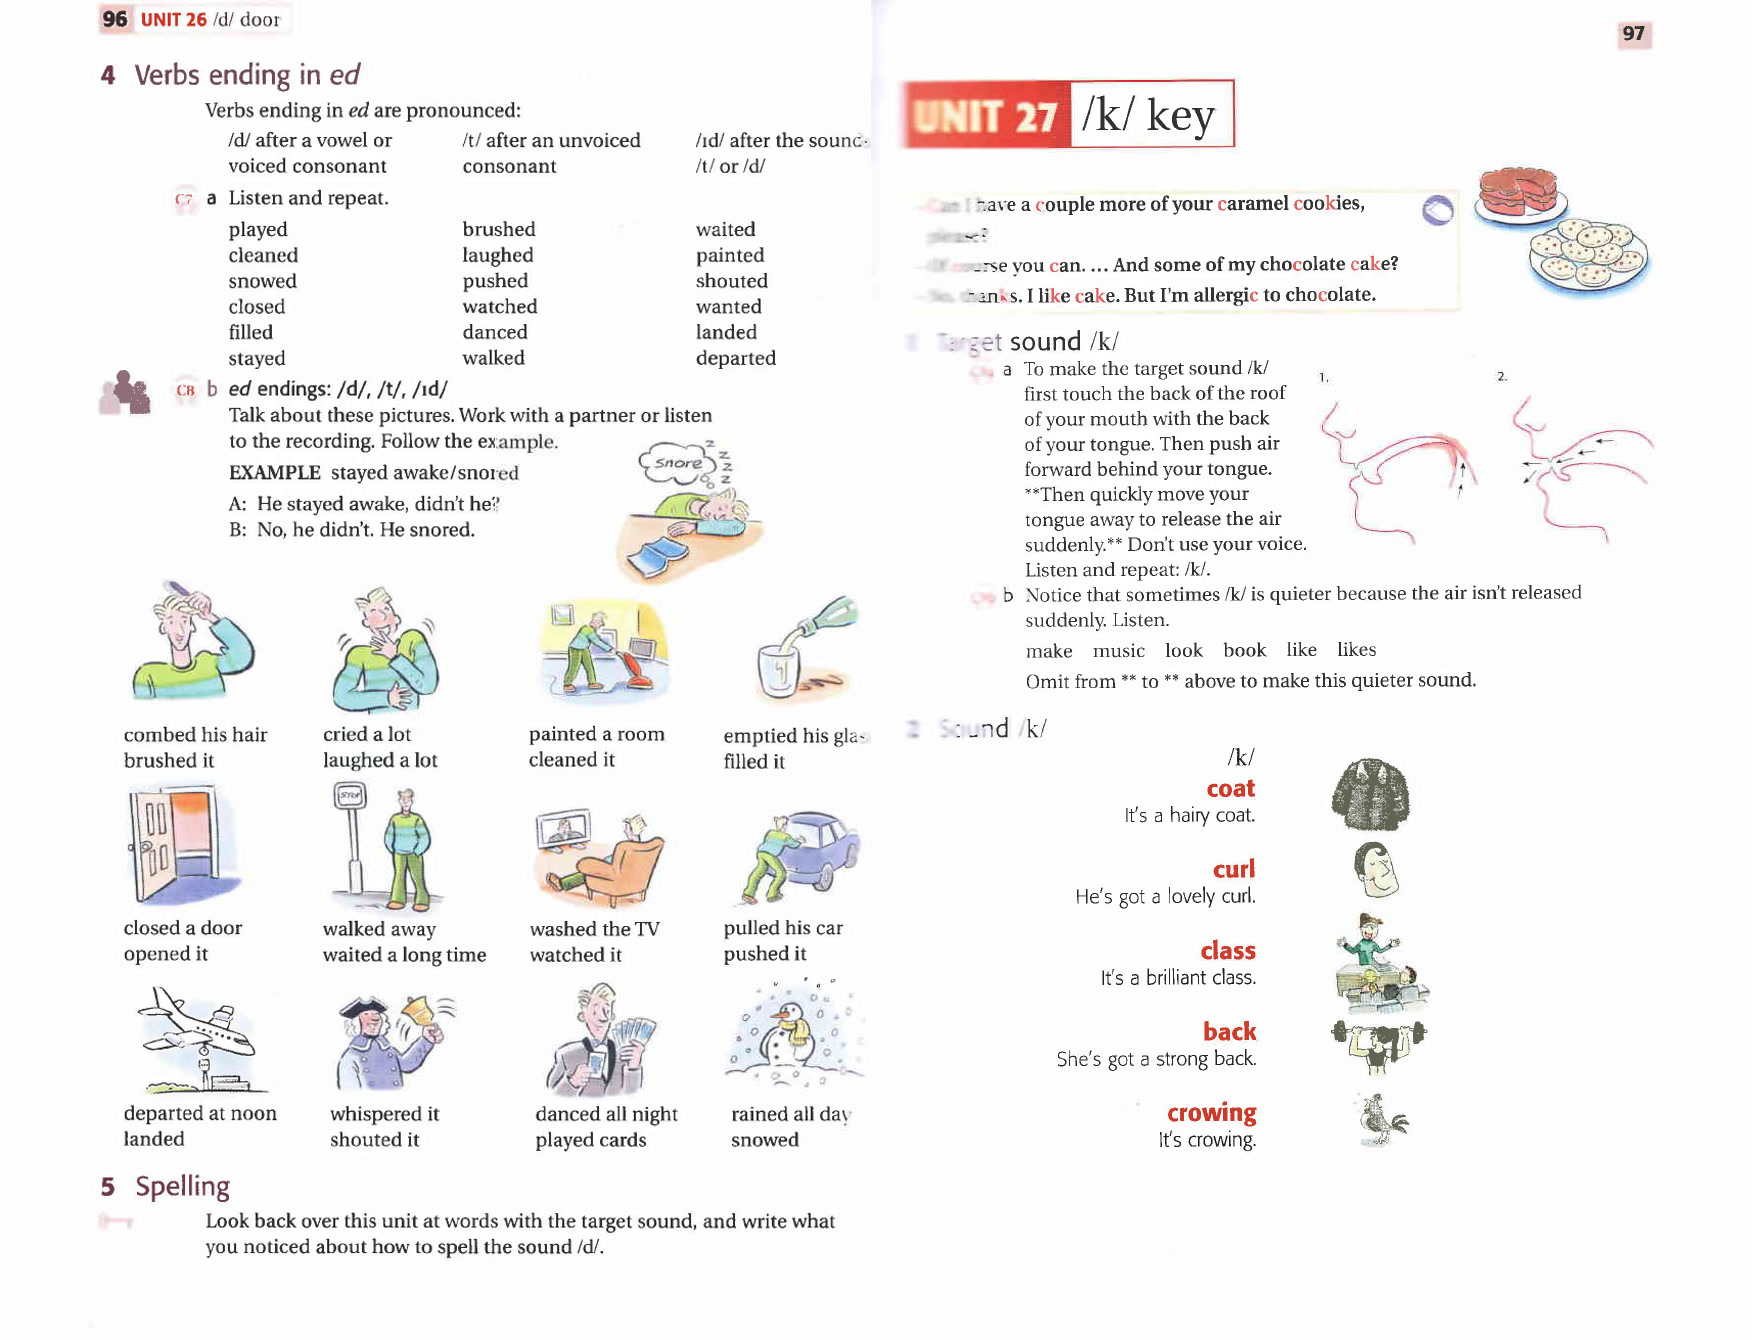 96 UNIT 26 /d/ door
4 Verbs ending in ed
Verbs ending in ed are pronounced:
/d/ after a vowel or
voiced consonant
/t/ after an unvoiced
consonant
/ɪd/ after the sound
/t/ or /d/
C7 a Listen and repeat.
played brushed waited
cleaned laughed painted
snowed pushed shouted
closed watched wanted
filled danced landed
stayed walked departed
C8 b ed endings: /d/, /t/, /ɪd/
Talk about these pictures. Work with a partner or listen
to the recording. Follow the example.
EXAMPLE stayed awake/snored
A: He stayed awake, didn't he?
B: No, he didn't. He snored.
snore z z z z
combed his hair
brushed it
cried a lot
laughed a lot
painted a room
cleaned it
emptied his
filled it
STOP
closed a door
opened it
walked away
waited a long time
washed the TV
watched it
pulled his car
pushed it
departed at noon
landed
whispered it
shouted it
danced all night
played cards
rained all day
snowed
5 Spelling
Look back over this unit at words with the target sound, and write what
you noticed about how to spell the sound /d/.
97
UNIT 27 /k/ key
Can I have a couple more of your caramel cookies,
please?
you can. ... And some of my chocolate cake?
thanks. I like cake. But I'm allergic to chocolate.
Target sound /k/
a To make the target sound /k/
first touch the back of the roof
of your mouth with the back
of your tongue. Then push air
forward behind your tongue.
**Then quickly move your
tongue away to release the air
suddenly.** Don't use your voice.
Listen and repeat: /k/.
1.
2.
b Notice that sometimes /k/ is quieter because the air isn't released
suddenly. Listen.
make music look book like likes
Omit from ** to ** above to make this quieter sound.
2 Sound /k/
/k/
coat
It's a hairy coat.
curl
He's got a lovely curl.
class
It's a brilliant class.
back
She's got a strong back.
crowing
It's crowing.